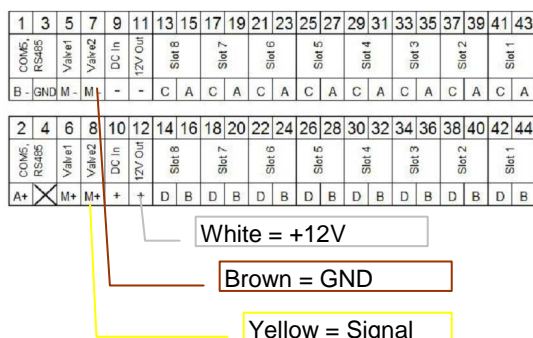 1 3 5 7 9 11 13 15 17 19 21 23 25 27 29 31 33 35 37 39 41 43
COM5, RS485 Valve1 Valve2 DC In 12V Out Slot 8 Slot 7 Slot 6 Slot 5 Slot 4 Slot 3 Slot 2 Slot 1
B - GND M - M - - - C A C A C A C A C A C A C A C A
2 4 6 8 10 12 14 16 18 20 22 24 26 28 30 32 34 36 38 40 42 44
COM5, RS485 Valve1 Valve2 DC In 12V Out Slot 8 Slot 7 Slot 6 Slot 5 Slot 4 Slot 3 Slot 2 Slot 1
A+ M+ M+ + + D B D B D B D B D B D B D B D B
White = +12V
Brown = GND
Yellow = Signal